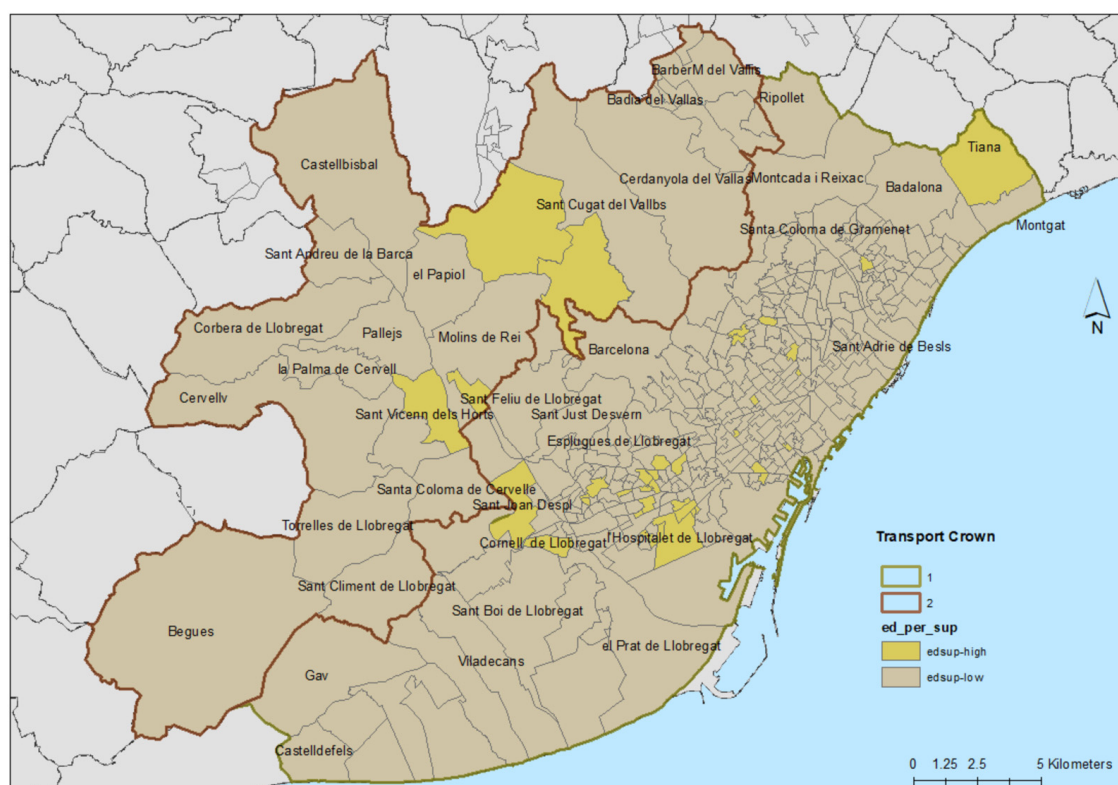 BarberM del Vallis
Badia del Vallas
Ripollet
Castellbisbal
Tiana
Cerdanyola del Vallas
Montcada i Reixac
Badalona
Sant Cugat del Vallbs
Santa Coloma de Gramenet
Montgat
Sant Andreu de la Barca
el Papiol
Corbera de Llobregat
Pallejs
Molins de Rei
Barcelona
Sant Adrie de Besls
N
la Palma de Cervell
Cervellv
Sant Feliu de Llobregat
Sant Vicenn dels Horts
Sant Just Desvern
Esplugues de Llobregat
Santa Coloma de Cervelle
Sant Joan Despl
Torrelles de Llobregat
Cornell de Llobregat
l'Hospitalet de Llobregat
Sant Climent de Llobregat
Sant Boi de Llobregat
Begues
el Prat de Llobregat
Viladecans
Gav
Castelldefels
Transport Crown
1
2
ed_per_sup
edsup-high
edsup-low
0 1.25 2.5 5 Kilometers